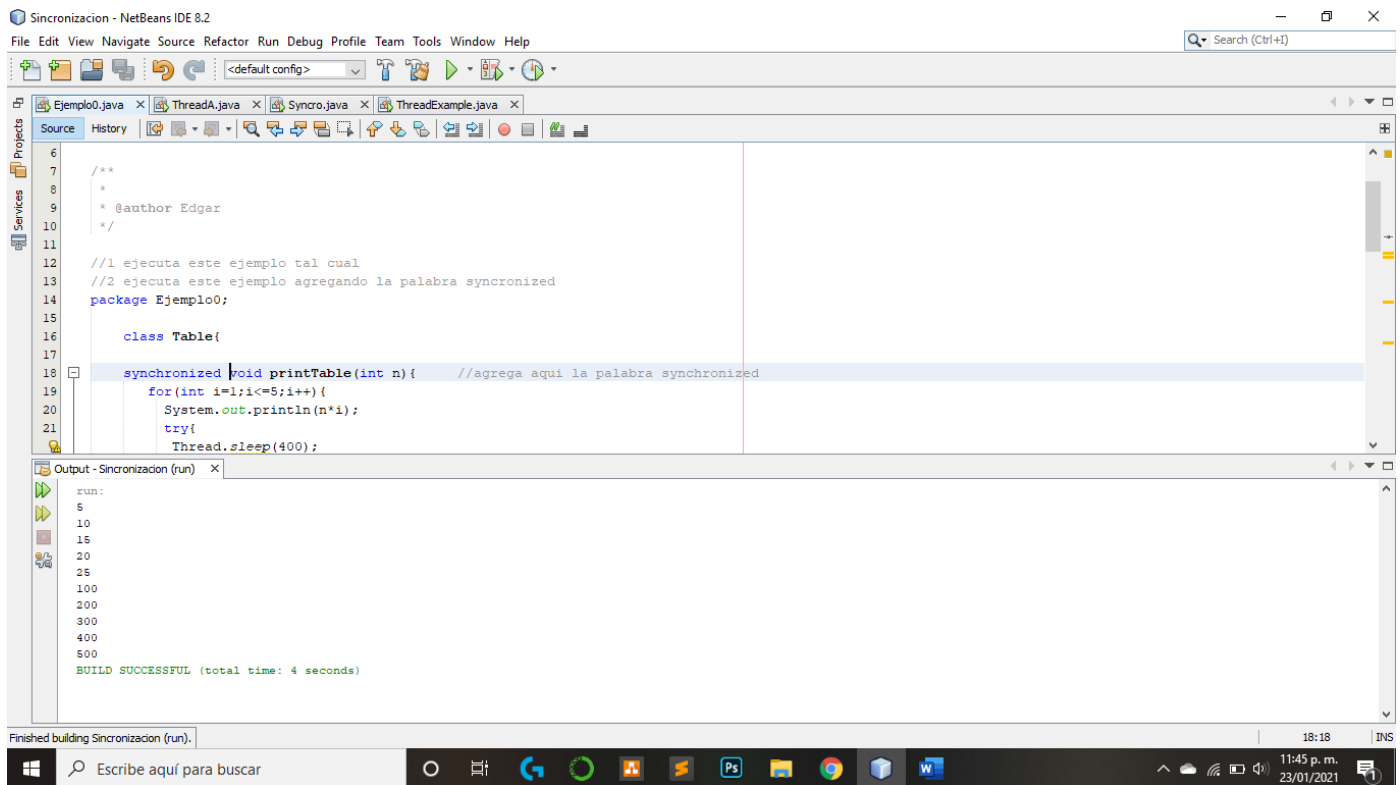 Sincronizacion - NetBeans IDE 8.2
File Edit View Navigate Source Refactor Run Debug Profile Team Tools Window Help
Search (Ctrl+I)
<default config>
Ejemplo0.java ThreadA.java Syncro.java ThreadExample.java
Projects
Services
Source History
6
7 /**
8 *
9 * @author Edgar
10 */
11
12 //1 ejecuta este ejemplo tal cual
13 //2 ejecuta este ejemplo agregando la palabra syncronized
14 package Ejemplo0;
15
16 class Table{
17
18 synchronized void printTable(int n){ //agrega aqui la palabra synchronized
19 for(int i=1;i<=5;i++){
20 System.out.println(n*i);
21 try{
Thread.sleep(400);
Output - Sincronizacion (run)
run:
5
10
15
20
25
100
200
300
400
500
BUILD SUCCESSFUL (total time: 4 seconds)
Finished building Sincronizacion (run).
18:18 INS
Escribe aquí para buscar
Ps
W
11:45 p. m.
23/01/2021
1